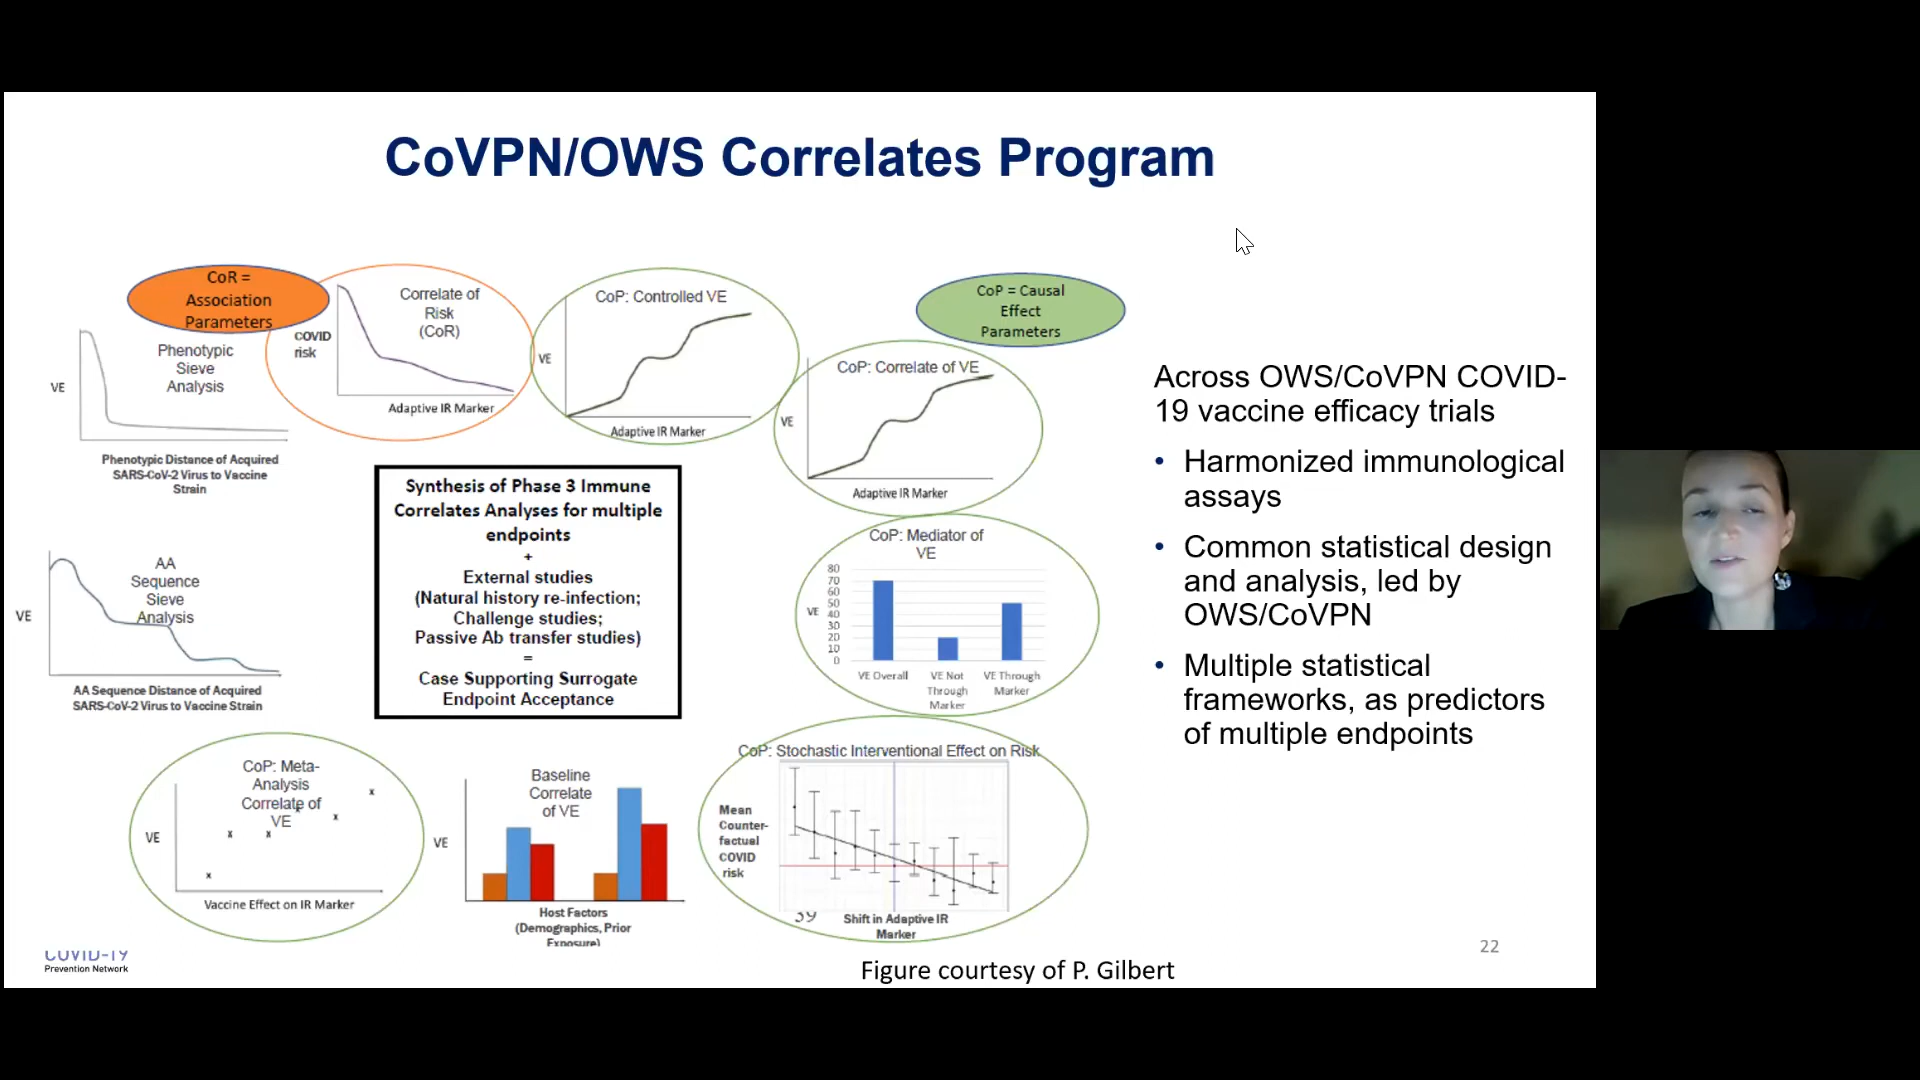 CoVPN/OWS Correlates Program
CoR =
Association
Parameters
COVID
risk
Correlate of
Risk
(CoR)
Adaptive IR Marker
CoP: Controlled VE
VE
Adaptive IR Marker
CoP = Causal
Effect
Parameters
VE
Phenotypic
Sieve
Analysis
Phenotypic Distance of Acquired
SARS-CoV-2 Virus to Vaccine
Strain
CoP: Correlate of VE
VE
Adaptive IR Marker
Synthesis of Phase 3 Immune
Correlates Analyses for multiple
endpoints
+
External studies
(Natural history re-infection;
Challenge studies;
Passive Ab transfer studies)
=
Case Supporting Surrogate
Endpoint Acceptance
VE
AA
Sequence
Sieve
Analysis
AA Sequence Distance of Acquired
SARS-CoV-2 Virus to Vaccine Strain
CoP: Mediator of
VE
VE
80
70
60
50
40
30
20
10
0
VE Overall
VE Not
Through
Marker
VE Through
Marker
CoP: Meta-
Analysis
Correlate of
VE
VE
Vaccine Effect on IR Marker
VE
Baseline
Correlate
of VE
Host Factors
(Demographics, Prior
Exposure)
CoP: Stochastic Interventional Effect on Risk
Mean
Counter-
factual
COVID
risk
39
Shift in Adaptive IR
Marker
Across OWS/CoVPN COVID-
19 vaccine efficacy trials
• Harmonized immunological
assays
• Common statistical design
and analysis, led by
OWS/CoVPN
• Multiple statistical
frameworks, as predictors
of multiple endpoints
COVID-19
Prevention Network
Figure courtesy of P. Gilbert
22